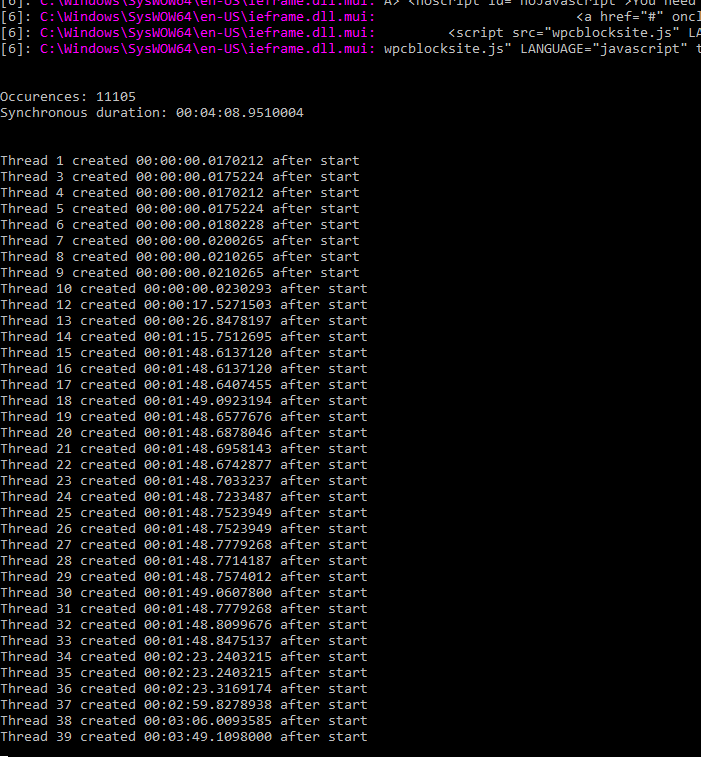 [6]: C:\Windows\SysWOW64\en-US\ieframe.dll.mui: A> <noscript id="noJavascript">You need
[6]: C:\Windows\SysWOW64\en-US\ieframe.dll.mui: <a href="#" oncl
[6]: C:\Windows\SysWOW64\en-US\ieframe.dll.mui: <script src="wpcblocksite.js" LA
[6]: C:\Windows\SysWOW64\en-US\ieframe.dll.mui: wpcblocksite.js" LANGUAGE="javascript" t
Occurences: 11105
Synchronous duration: 00:04:08.9510004
Thread 1 created 00:00:00.0170212 after start
Thread 3 created 00:00:00.0175224 after start
Thread 4 created 00:00:00.0170212 after start
Thread 5 created 00:00:00.0175224 after start
Thread 6 created 00:00:00.0180228 after start
Thread 7 created 00:00:00.0200265 after start
Thread 8 created 00:00:00.0210265 after start
Thread 9 created 00:00:00.0210265 after start
Thread 10 created 00:00:00.0230293 after start
Thread 12 created 00:00:17.5271503 after start
Thread 13 created 00:00:26.8478197 after start
Thread 14 created 00:01:15.7512695 after start
Thread 15 created 00:01:48.6137120 after start
Thread 16 created 00:01:48.6137120 after start
Thread 17 created 00:01:48.6407455 after start
Thread 18 created 00:01:49.0923194 after start
Thread 19 created 00:01:48.6577676 after start
Thread 20 created 00:01:48.6878046 after start
Thread 21 created 00:01:48.6958143 after start
Thread 22 created 00:01:48.6742877 after start
Thread 23 created 00:01:48.7033237 after start
Thread 24 created 00:01:48.7233487 after start
Thread 25 created 00:01:48.7523949 after start
Thread 26 created 00:01:48.7523949 after start
Thread 27 created 00:01:48.7779268 after start
Thread 28 created 00:01:48.7714187 after start
Thread 29 created 00:01:48.7574012 after start
Thread 30 created 00:01:49.0607800 after start
Thread 31 created 00:01:48.7779268 after start
Thread 32 created 00:01:48.8099676 after start
Thread 33 created 00:01:48.8475137 after start
Thread 34 created 00:02:23.2403215 after start
Thread 35 created 00:02:23.2403215 after start
Thread 36 created 00:02:23.3169174 after start
Thread 37 created 00:02:59.8278938 after start
Thread 38 created 00:03:06.0093585 after start
Thread 39 created 00:03:49.1098000 after start